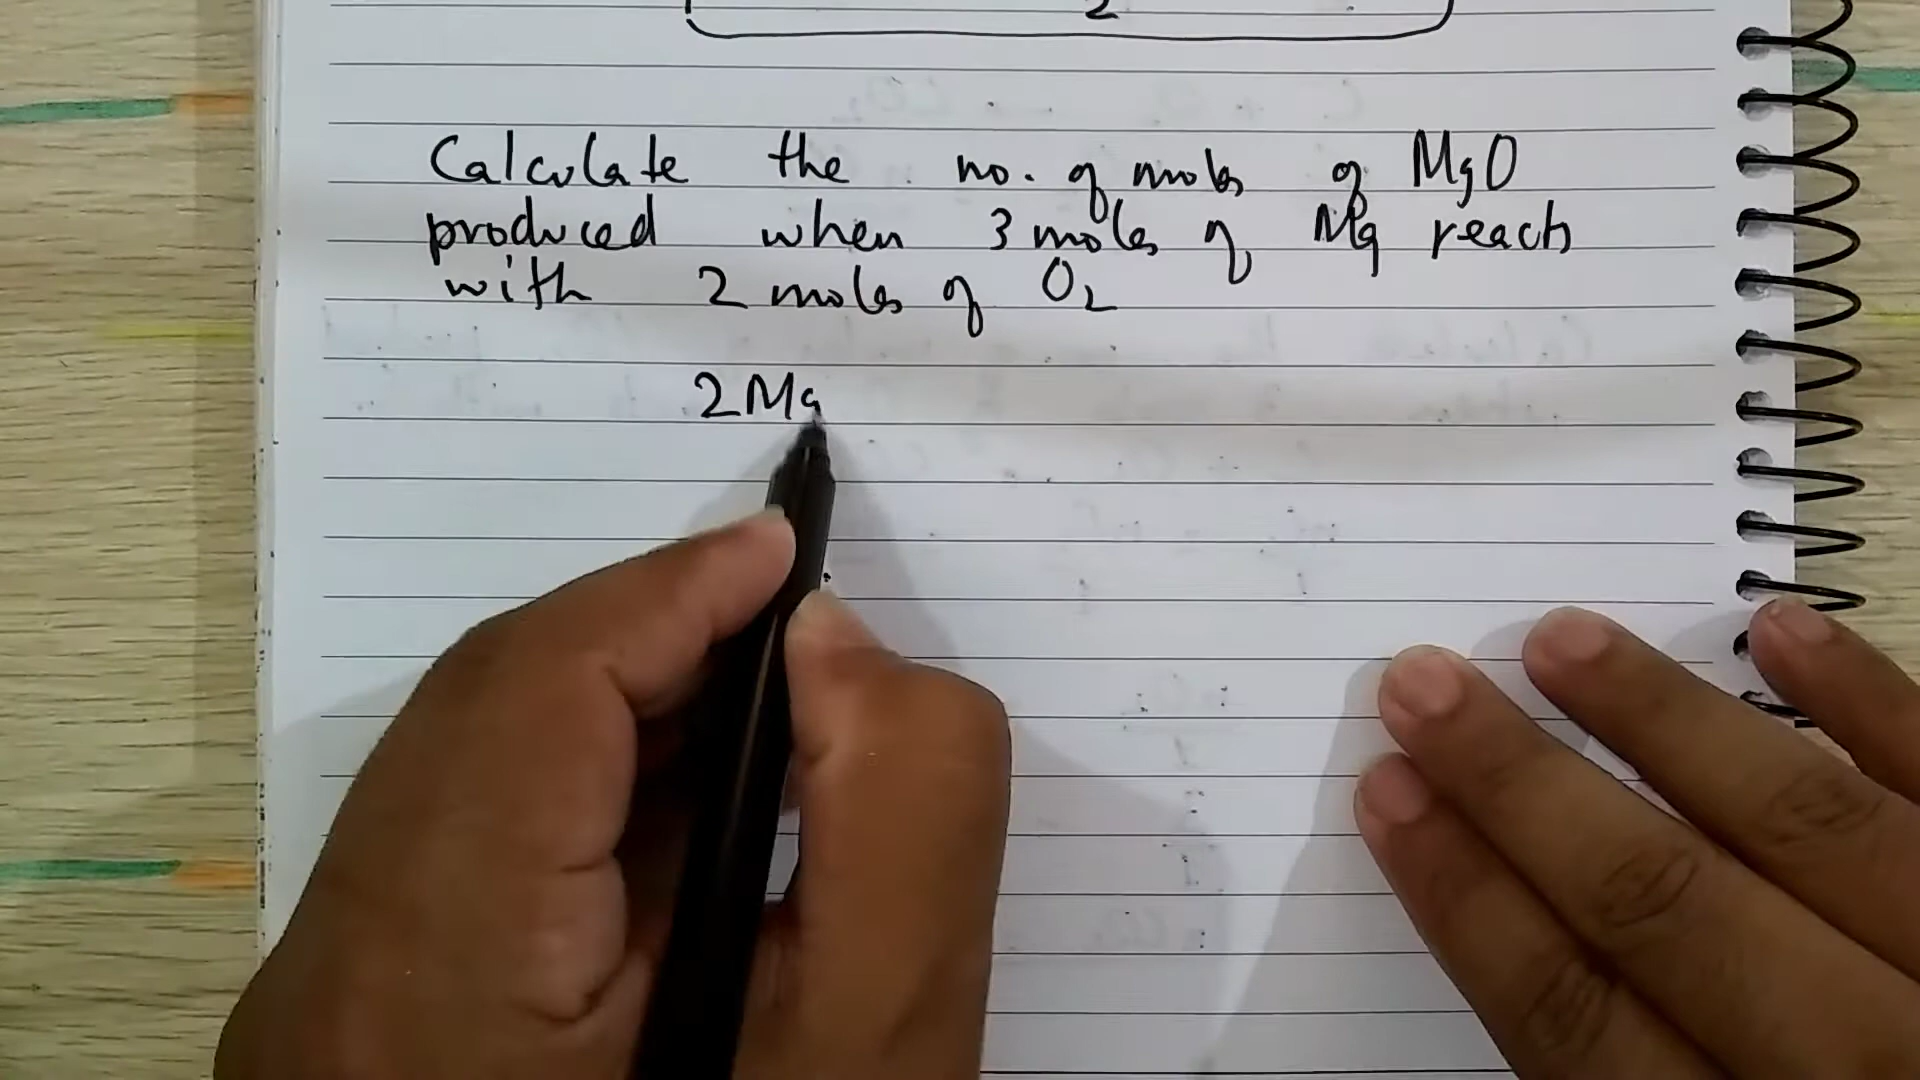 2
Calculate the no. of moles of MgO
produced when 3 moles of Mg reacts
with 2 moles of O₂
2Mg